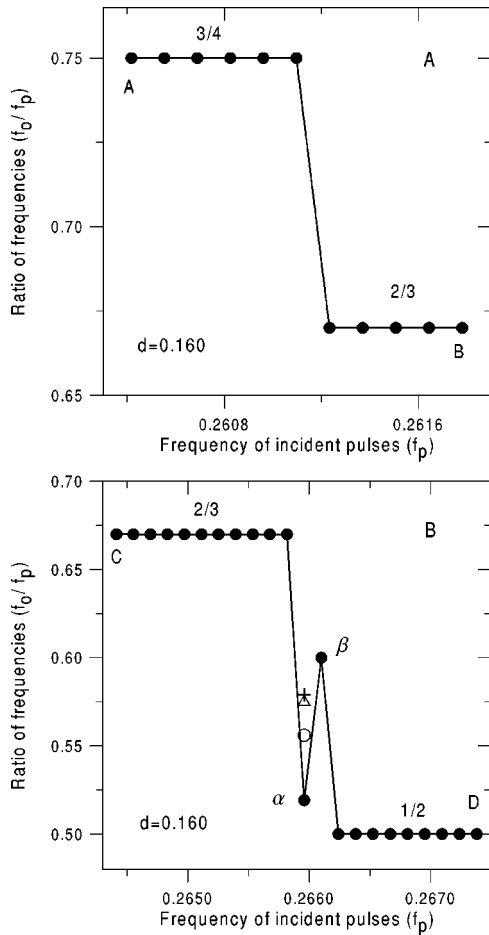 3/4
0.75
A
A
0.70
2/3
d=0.160
B
0.65
0.2608 0.2616
Ratio of frequencies (f0/fp)
Frequency of incident pulses (fp)
0.70
2/3
B
C
0.65
0.60
β
0.55
α
1/2
D
d=0.160
0.50
0.2650 0.2660 0.2670
Ratio of frequencies (f0/fp)
Frequency of incident pulses (fp)